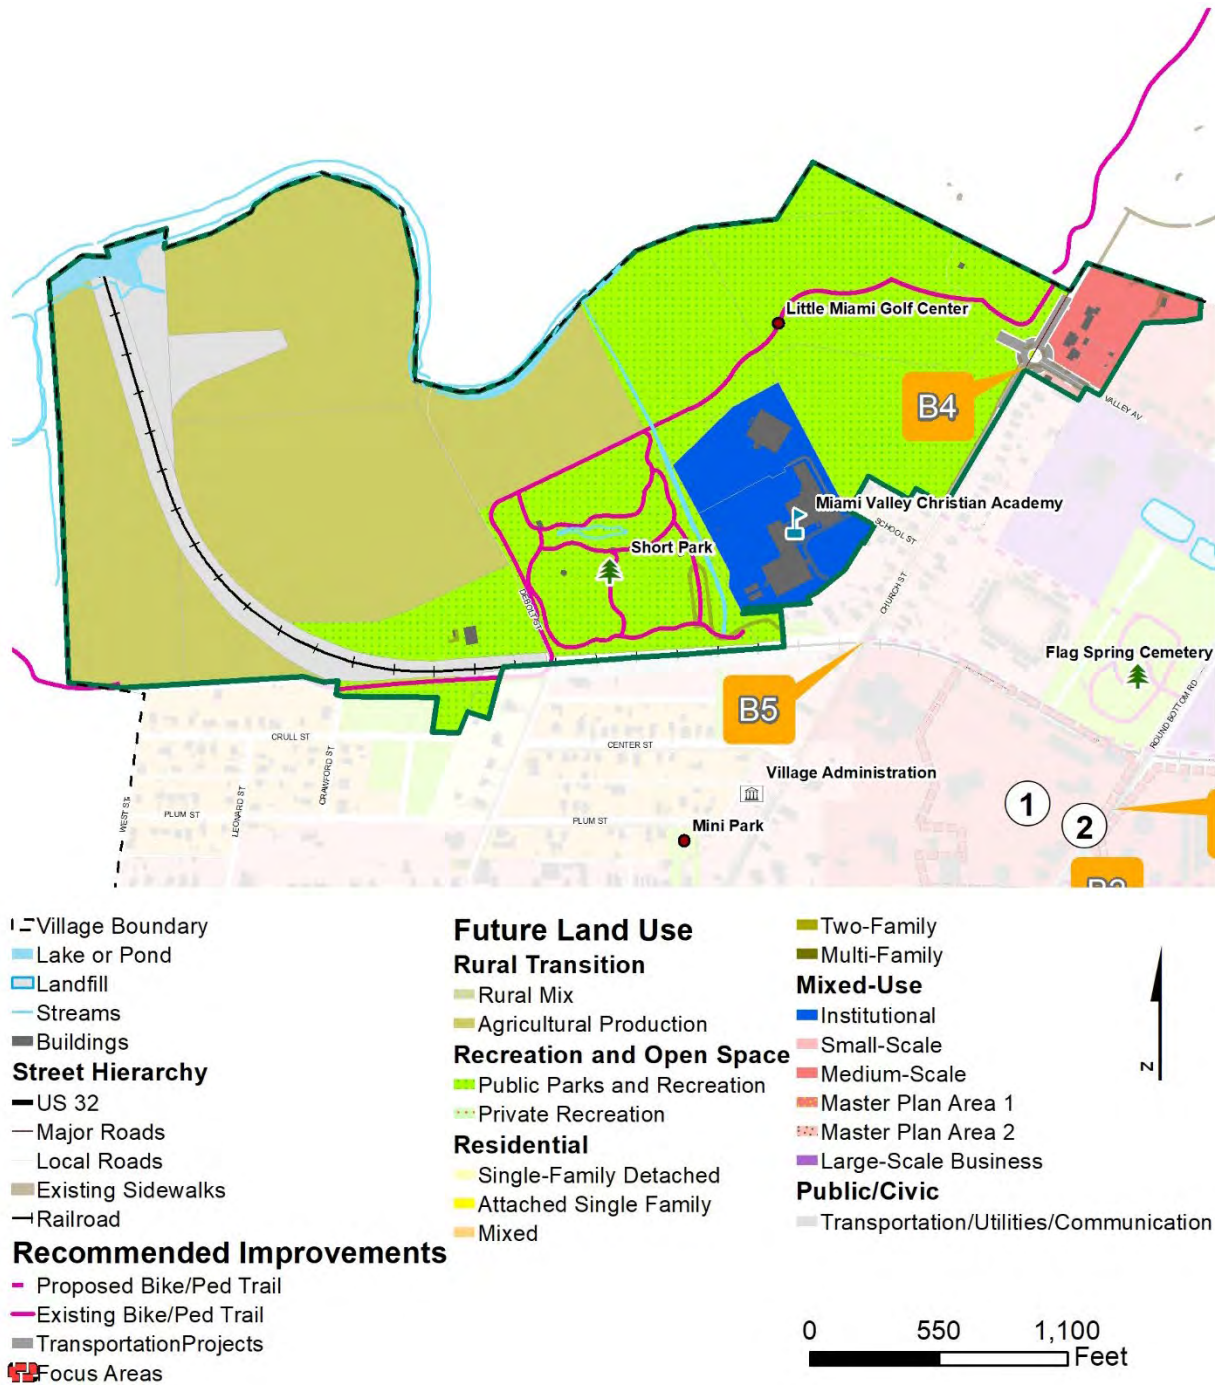 Little Miami Golf Center
B4
VALLEY AV
Miami Valley Christian Academy
SCHOOL ST
Short Park
CHURCH ST
DEBOLT ST
Flag Spring Cemetery
B5
ROUND BOTTOM RD
CRULL ST
CENTER ST
CRAWFORD ST
Village Administration
WEST ST
LEONARD ST
PLUM ST
PLUM ST
Mini Park
1
2
Village Boundary
Lake or Pond
Landfill
Streams
Buildings
Street Hierarchy
US 32
Major Roads
Local Roads
Existing Sidewalks
Railroad
Recommended Improvements
Proposed Bike/Ped Trail
Existing Bike/Ped Trail
TransportationProjects
Focus Areas
Future Land Use
Rural Transition
Rural Mix
Agricultural Production
Recreation and Open Space
Public Parks and Recreation
Private Recreation
Residential
Single-Family Detached
Attached Single Family
Mixed
Two-Family
Multi-Family
Mixed-Use
Institutional
Small-Scale
Medium-Scale
Master Plan Area 1
Master Plan Area 2
Large-Scale Business
Public/Civic
Transportation/Utilities/Communication
N
0 550 1,100
Feet